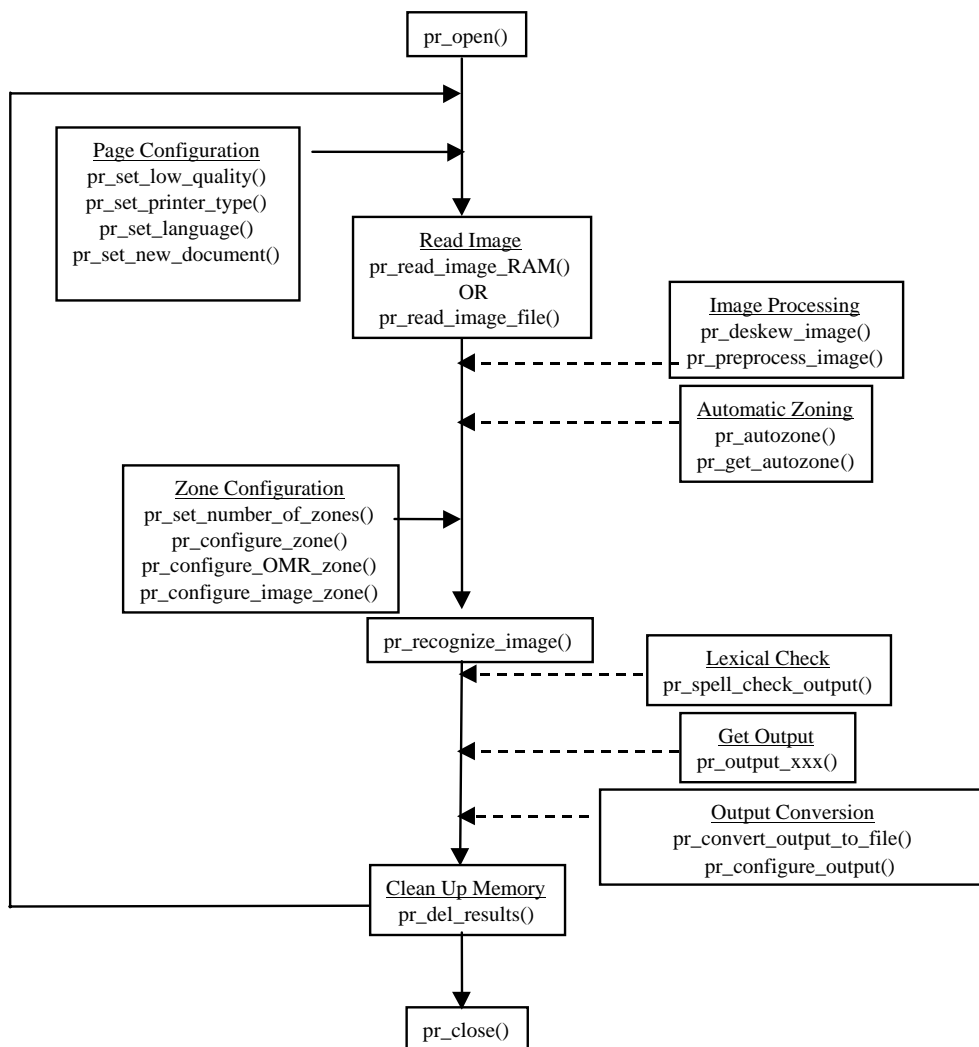 pr_open()
Page Configuration
pr_set_low_quality()
pr_set_printer_type()
pr_set_language()
pr_set_new_document()
Read Image
pr_read_image_RAM()
OR
pr_read_image_file()
Image Processing
pr_deskew_image()
pr_preprocess_image()
Automatic Zoning
pr_autozone()
pr_get_autozone()
Zone Configuration
pr_set_number_of_zones()
pr_configure_zone()
pr_configure_OMR_zone()
pr_configure_image_zone()
pr_recognize_image()
Lexical Check
pr_spell_check_output()
Get Output
pr_output_xxx()
Output Conversion
pr_convert_output_to_file()
pr_configure_output()
Clean Up Memory
pr_del_results()
pr_close()